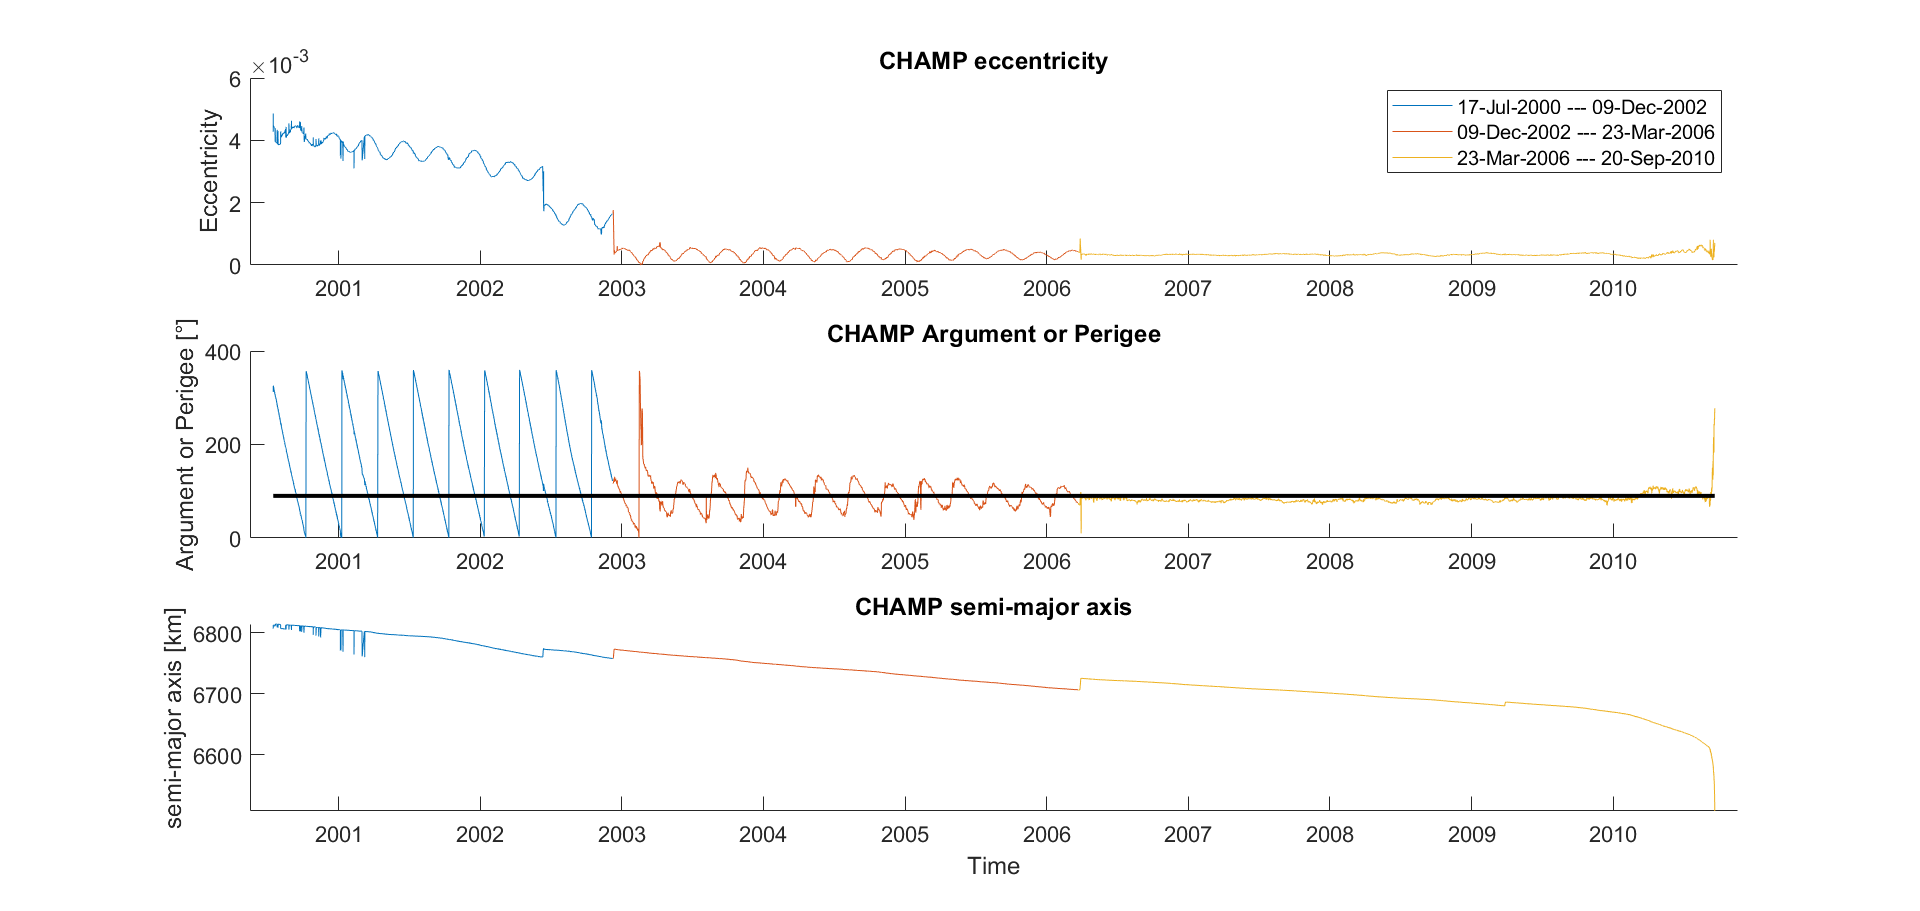 CHAMP eccentricity
×10-3
6
4
2
0
Eccentricity
17-Jul-2000 --- 09-Dec-2002
09-Dec-2002 --- 23-Mar-2006
23-Mar-2006 --- 20-Sep-2010
2001 2002 2003 2004 2005 2006 2007 2008 2009 2010
CHAMP Argument or Perigee
400
200
0
Argument or Perigee [°]
2001 2002 2003 2004 2005 2006 2007 2008 2009 2010
CHAMP semi-major axis
6800
6700
6600
semi-major axis [km]
2001 2002 2003 2004 2005 2006 2007 2008 2009 2010
Time